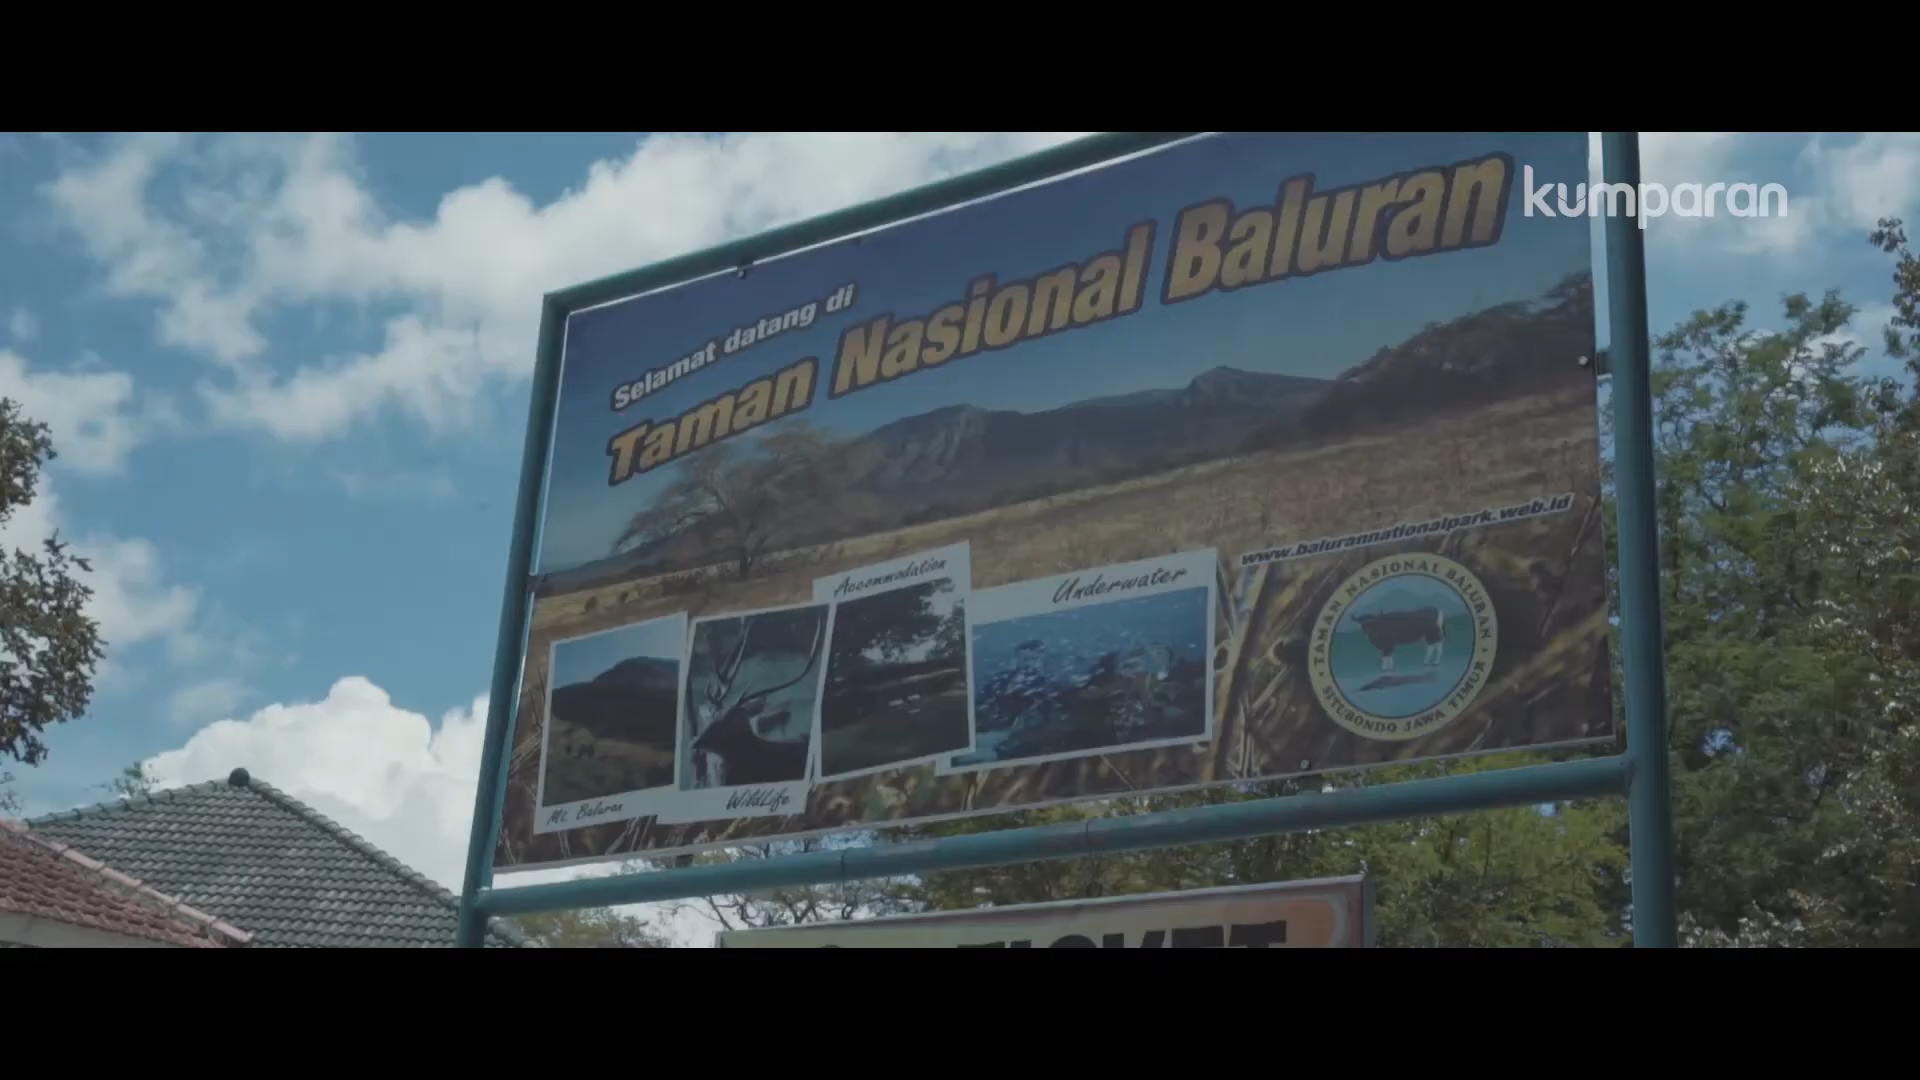 kumparan
Selamat datang di
Taman Nasional Baluran
www.balurannationalpark.web.id
Accommodation
Underwater
Mt. Baluran
WildLife
TAMAN NASIONAL BALURAN
SITUBONDO JAWA TIMUR
TICKET